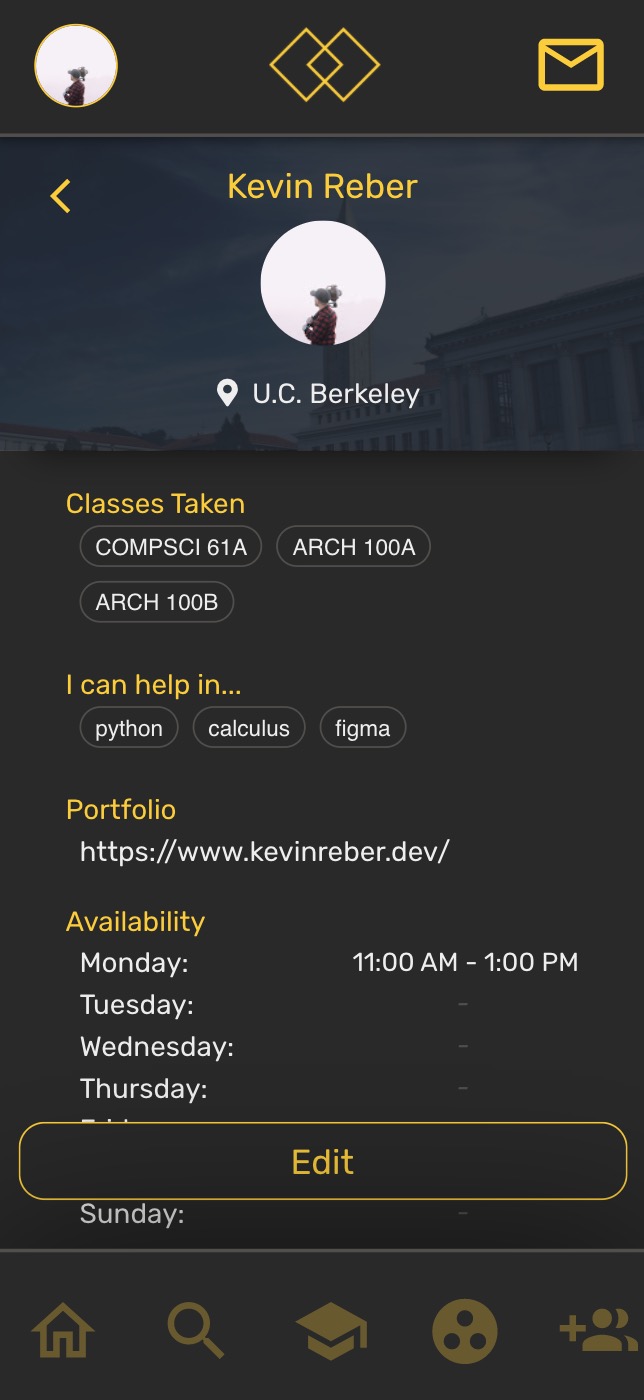 Kevin Reber
U.C. Berkeley
Classes Taken
COMPSCI 61A ARCH 100A
ARCH 100B
I can help in...
python calculus figma
Portfolio
https://www.kevinreber.dev/
Availability
Monday: 11:00 AM - 1:00 PM
Tuesday: -
Wednesday: -
Thursday: -
Edit
Sunday: -